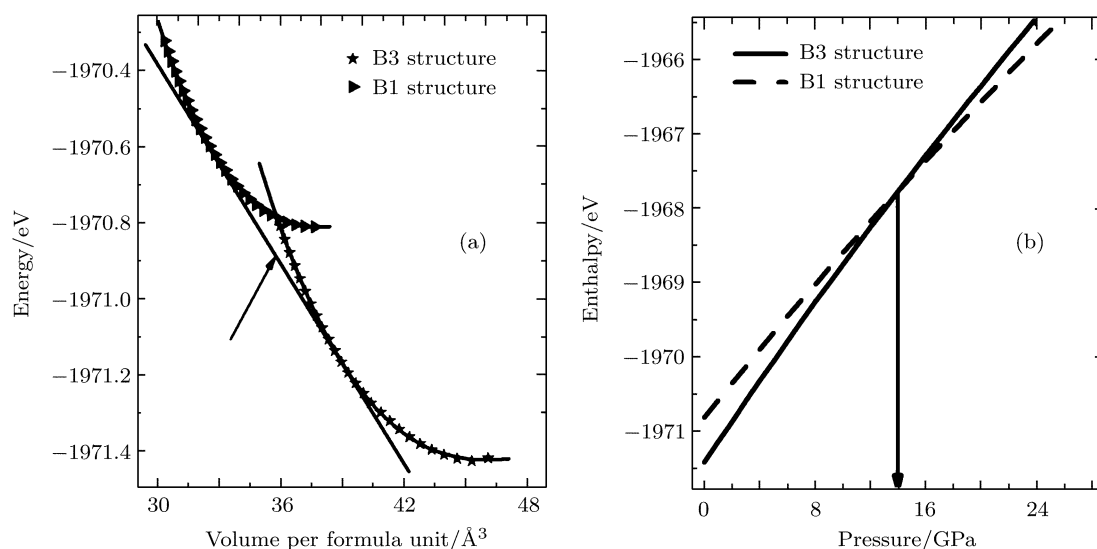 ★ B3 structure
▶ B1 structure
−1970.4
−1970.6
−1970.8
−1971.0
−1971.2
−1971.4
Energy/eV
(a)
30 36 42 48
Volume per formula unit/Å³
B3 structure
B1 structure
−1966
−1967
−1968
−1969
−1970
−1971
Enthalpy/eV
(b)
0 8 16 24
Pressure/GPa